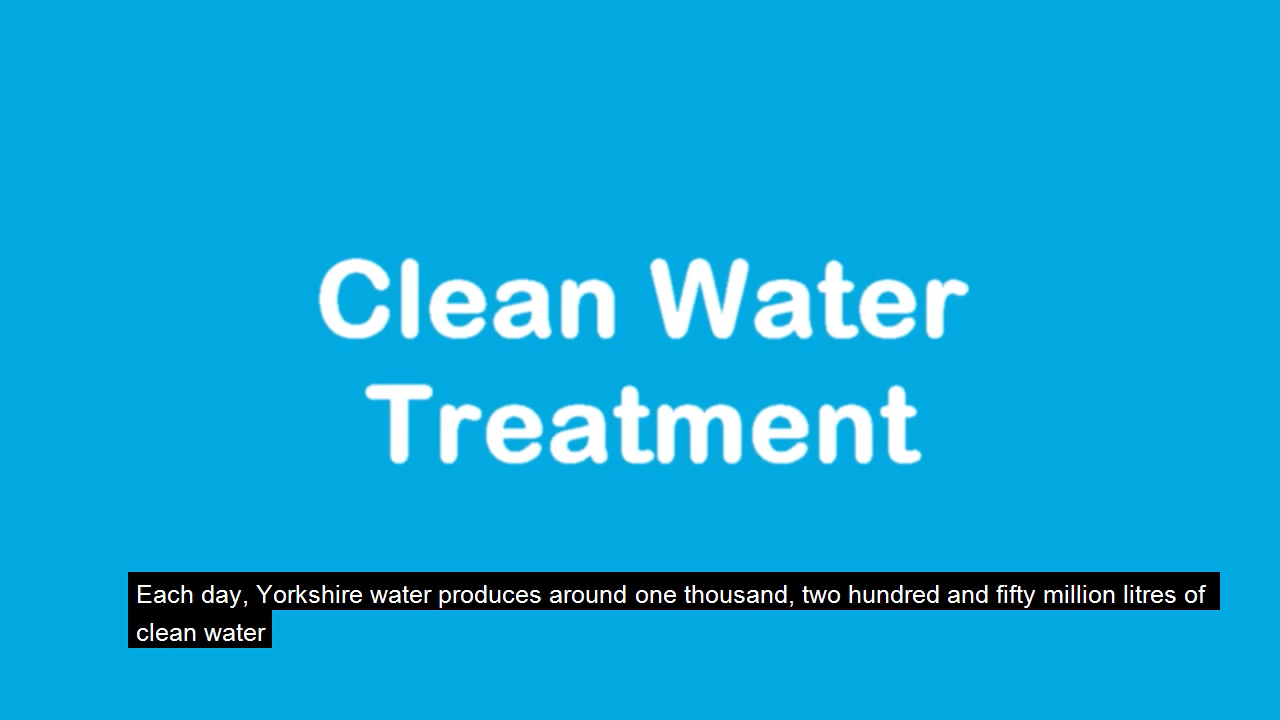 Clean Water
Treatment
Each day, Yorkshire water produces around one thousand, two hundred and fifty million litres of
clean water